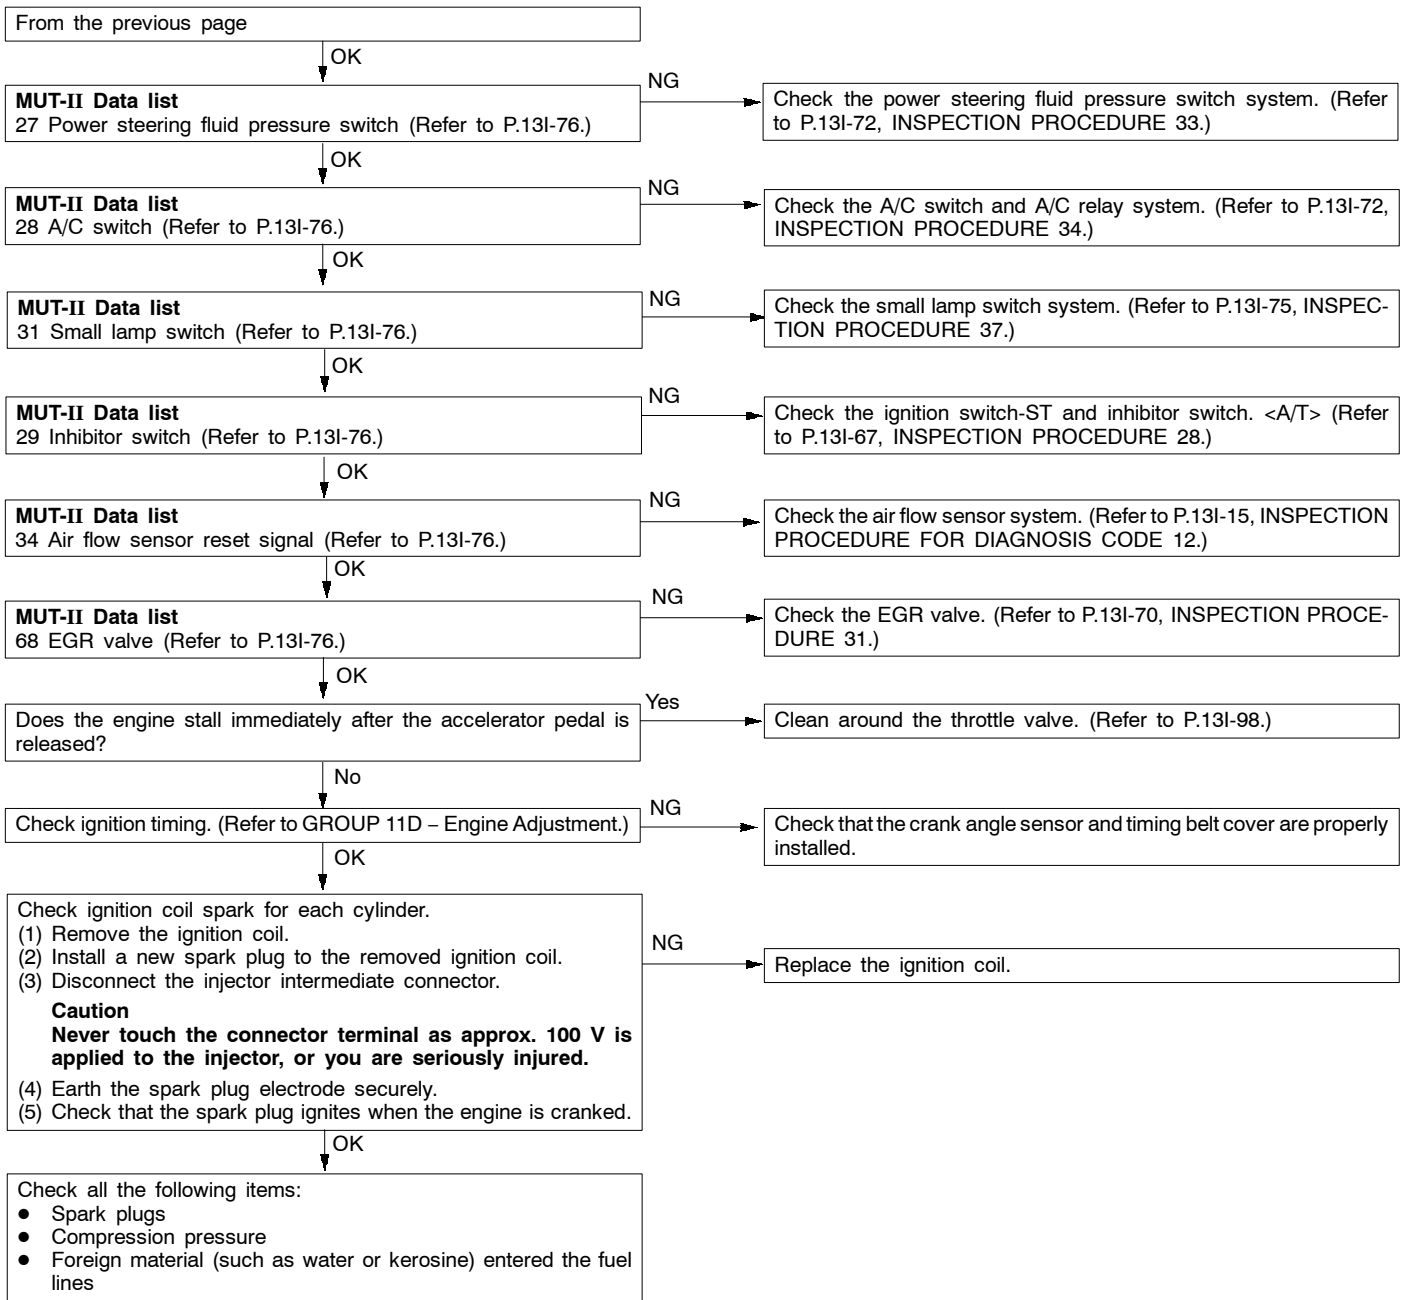 From the previous page
OK
MUT-II Data list
27 Power steering fluid pressure switch (Refer to P.13I-76.)
NG
Check the power steering fluid pressure switch system. (Refer
to P.13I-72, INSPECTION PROCEDURE 33.)
OK
MUT-II Data list
28 A/C switch (Refer to P.13I-76.)
NG
Check the A/C switch and A/C relay system. (Refer to P.13I-72,
INSPECTION PROCEDURE 34.)
OK
MUT-II Data list
31 Small lamp switch (Refer to P.13I-76.)
NG
Check the small lamp switch system. (Refer to P.13I-75, INSPEC-
TION PROCEDURE 37.)
OK
MUT-II Data list
29 Inhibitor switch (Refer to P.13I-76.)
NG
Check the ignition switch-ST and inhibitor switch. <A/T> (Refer
to P.13I-67, INSPECTION PROCEDURE 28.)
OK
MUT-II Data list
34 Air flow sensor reset signal (Refer to P.13I-76.)
NG
Check the air flow sensor system. (Refer to P.13I-15, INSPECTION
PROCEDURE FOR DIAGNOSIS CODE 12.)
OK
MUT-II Data list
68 EGR valve (Refer to P.13I-76.)
NG
Check the EGR valve. (Refer to P.13I-70, INSPECTION PROCE-
DURE 31.)
OK
Does the engine stall immediately after the accelerator pedal is
released?
Yes
Clean around the throttle valve. (Refer to P.13I-98.)
No
Check ignition timing. (Refer to GROUP 11D – Engine Adjustment.)
NG
Check that the crank angle sensor and timing belt cover are properly
installed.
OK
Check ignition coil spark for each cylinder.
(1) Remove the ignition coil.
(2) Install a new spark plug to the removed ignition coil.
(3) Disconnect the injector intermediate connector.
Caution
Never touch the connector terminal as approx. 100 V is
applied to the injector, or you are seriously injured.
(4) Earth the spark plug electrode securely.
(5) Check that the spark plug ignites when the engine is cranked.
NG
Replace the ignition coil.
OK
Check all the following items:
● Spark plugs
● Compression pressure
● Foreign material (such as water or kerosine) entered the fuel
lines